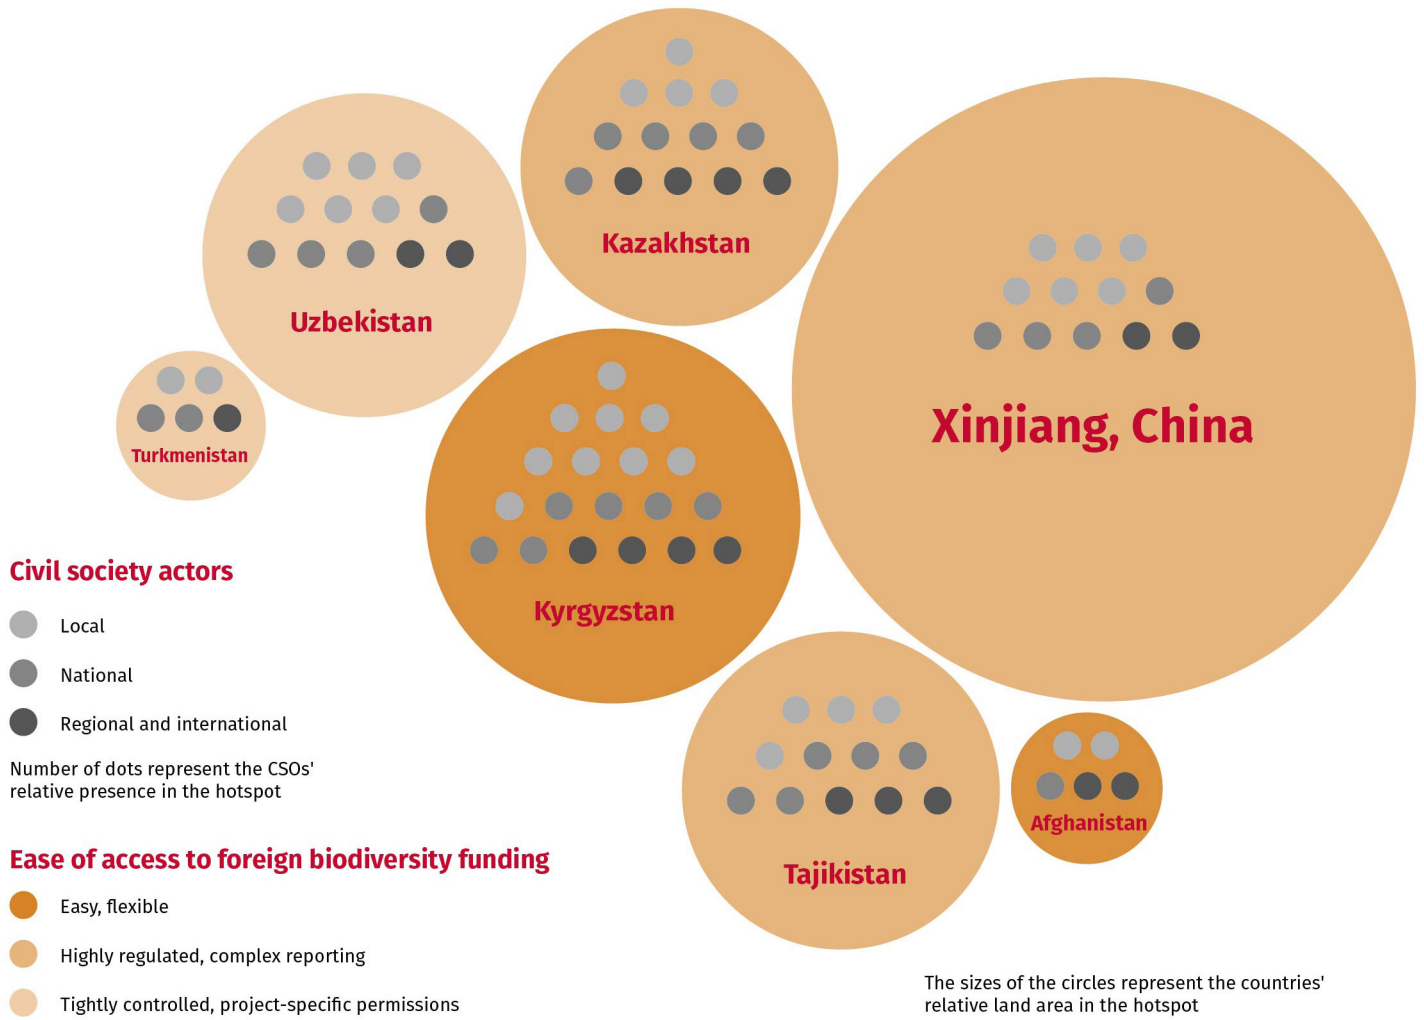 Kazakhstan
Uzbekistan
Turkmenistan
Xinjiang, China
Kyrgyzstan
Tajikistan
Afghanistan
Civil society actors
Local
National
Regional and international
Number of dots represent the CSOs'
relative presence in the hotspot
Ease of access to foreign biodiversity funding
Easy, flexible
Highly regulated, complex reporting
Tightly controlled, project-specific permissions
The sizes of the circles represent the countries'
relative land area in the hotspot